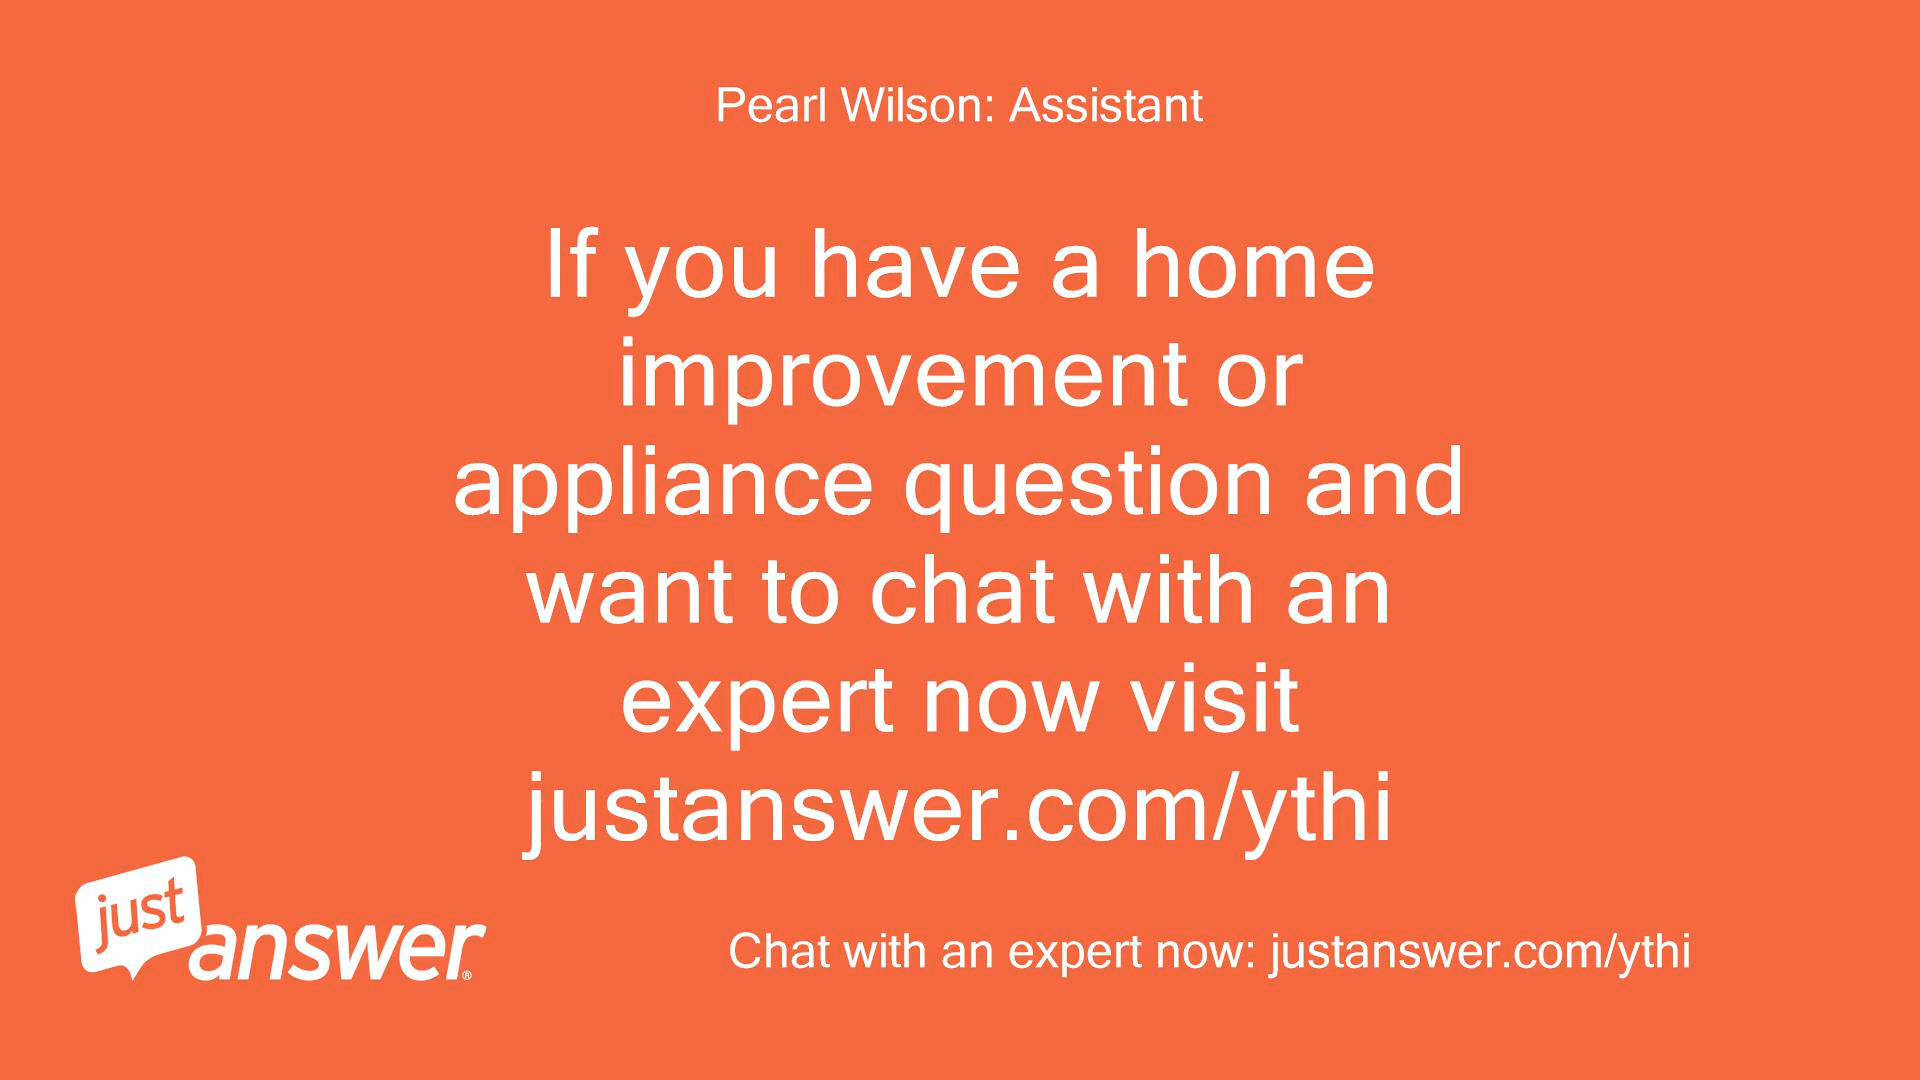 Pearl Wilson: Assistant
If you have a home
improvement or
appliance question and
want to chat with an
expert now visit
justanswer.com/ythi
just
answer®
Chat with an expert now: justanswer.com/ythi